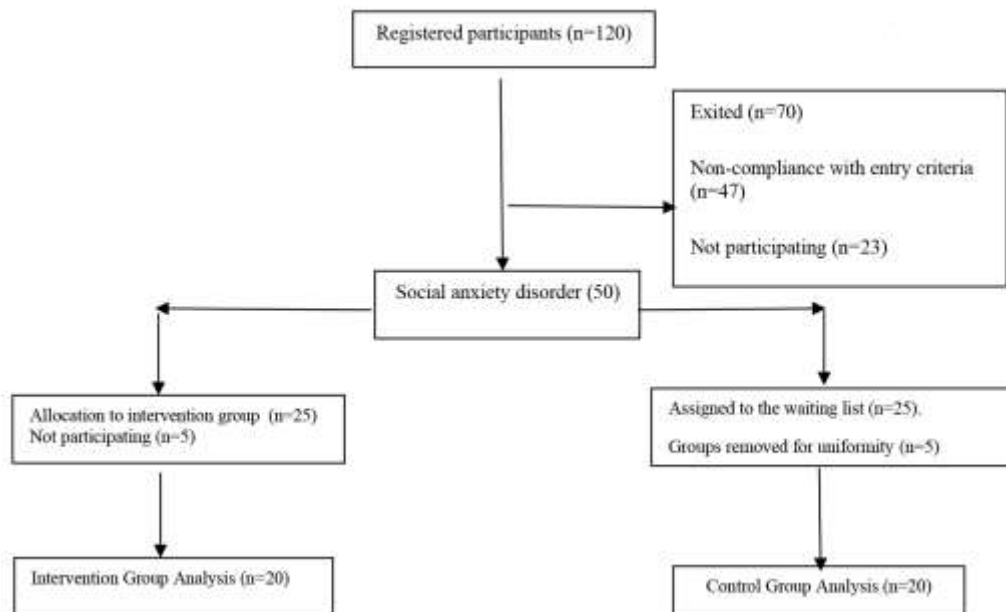 Registered participants (n=120)
Exited (n=70)
Non-compliance with entry criteria
(n=47)
Not participating (n=23)
Social anxiety disorder (50)
Allocation to intervention group (n=25)
Not participating (n=5)
Assigned to the waiting list (n=25).
Groups removed for uniformity (n=5)
Intervention Group Analysis (n=20)
Control Group Analysis (n=20)